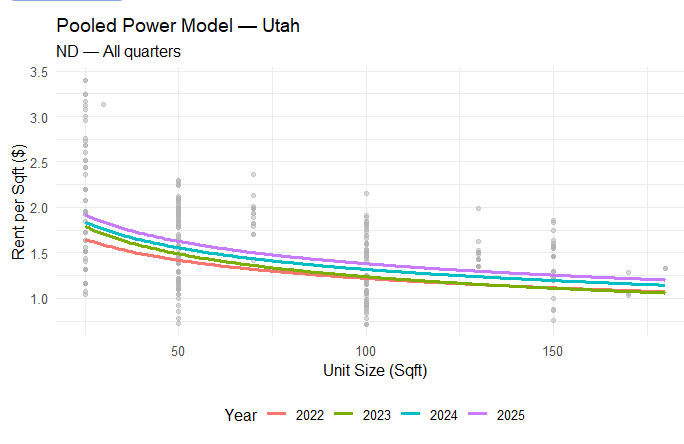 Pooled Power Model — Utah
ND — All quarters
Rent per Sqft ($)
3.5
3.0
2.5
2.0
1.5
1.0
50 100 150
Unit Size (Sqft)
Year 2022 2023 2024 2025